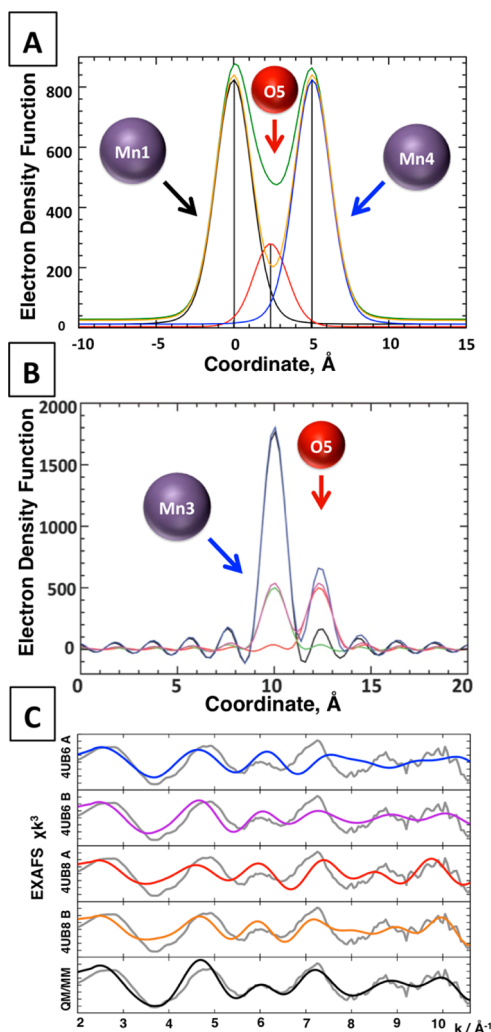 A
Electron Density Function
800
600
400
200
0
Mn1
O5
Mn4
-10
-5
0
5
10
15
Coordinate, Å
B
Electron Density Function
2000
1500
1000
500
0
Mn3
O5
0
5
10
15
20
Coordinate, Å
C
EXAFS χk³
4UB6 A
4UB6 B
4UB8 A
4UB8 B
QM/MM
2
3
4
5
6
7
8
9
10
k / Å⁻¹